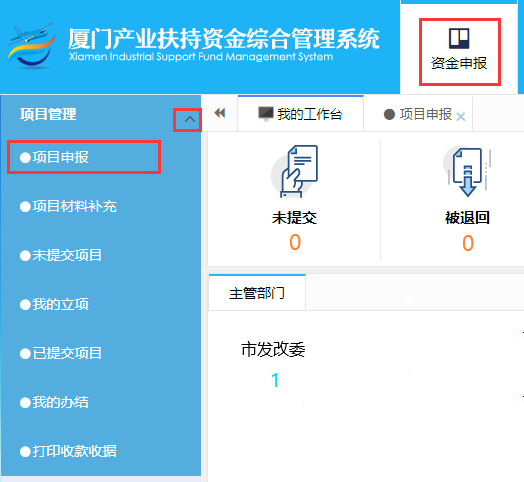 厦门产业扶持资金综合管理系统
Xiamen Industrial Support Fund Management System
资金申报
项目管理
项目申报
项目材料补充
未提交项目
我的立项
已提交项目
我的办结
打印收款收据
我的工作台
项目申报
未提交
0
被退回
0
主管部门
市发改委
1